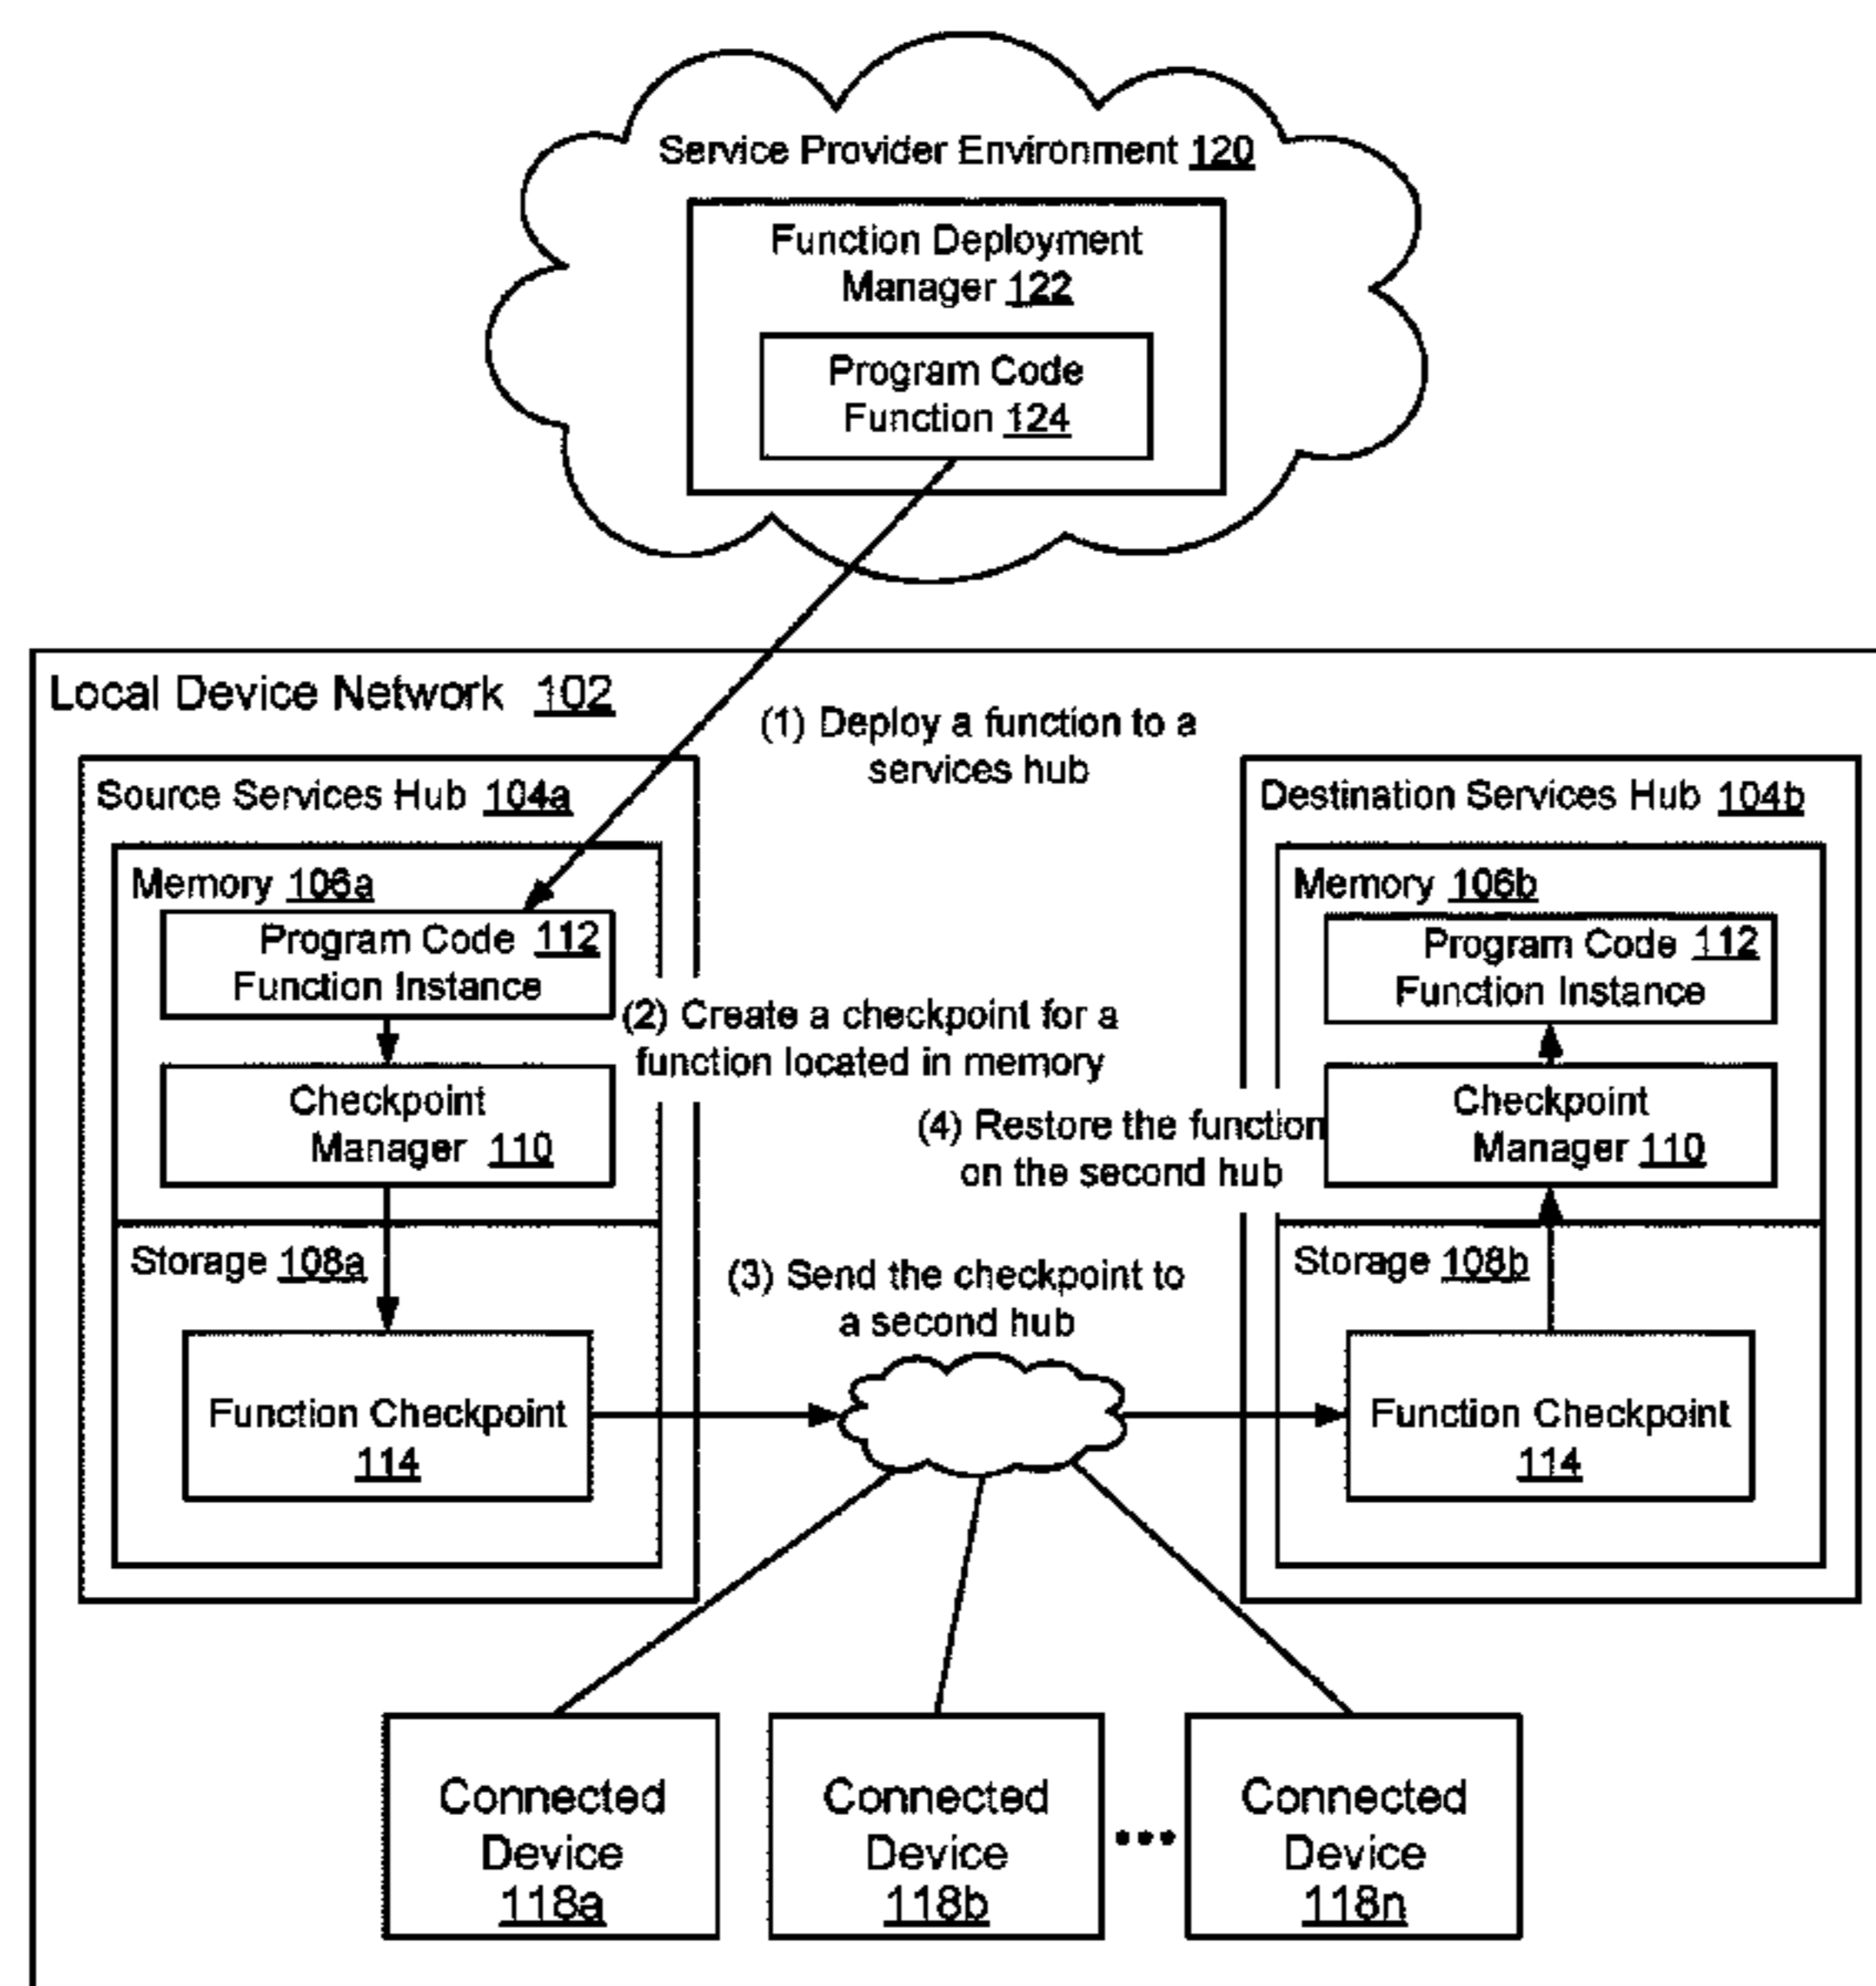 Service Provider Environment 120
Function Deployment
Manager 122
Program Code
Function 124
Local Device Network 102
(1) Deploy a function to a
services hub
Source Services Hub 104a
Memory 106a
Program Code 112
Function Instance
(2) Create a checkpoint for a
function located in memory
Checkpoint
Manager 110
Storage 108a
Function Checkpoint
114
(3) Send the checkpoint to
a second hub
Destination Services Hub 104b
Memory 106b
Program Code 112
Function Instance
(4) Restore the function
on the second hub
Checkpoint
Manager 110
Storage 108b
Function Checkpoint
114
Connected
Device
118a
Connected
Device
118b
•••
Connected
Device
118n